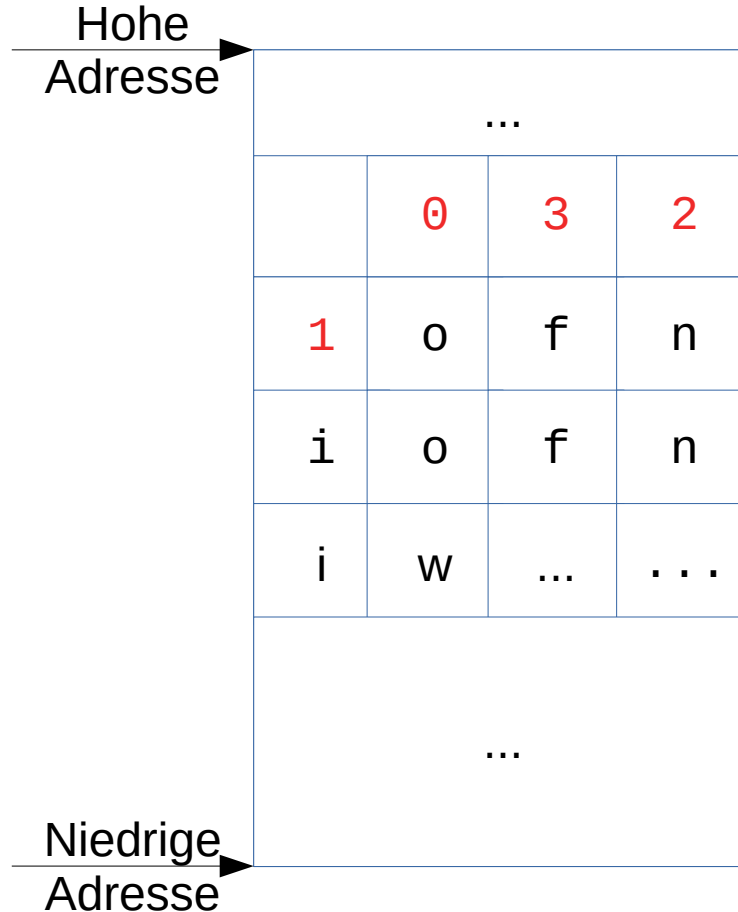 Hohe
Adresse
...
0 3 2
1 o f n
i o f n
i w ... ...
...
Niedrige
Adresse